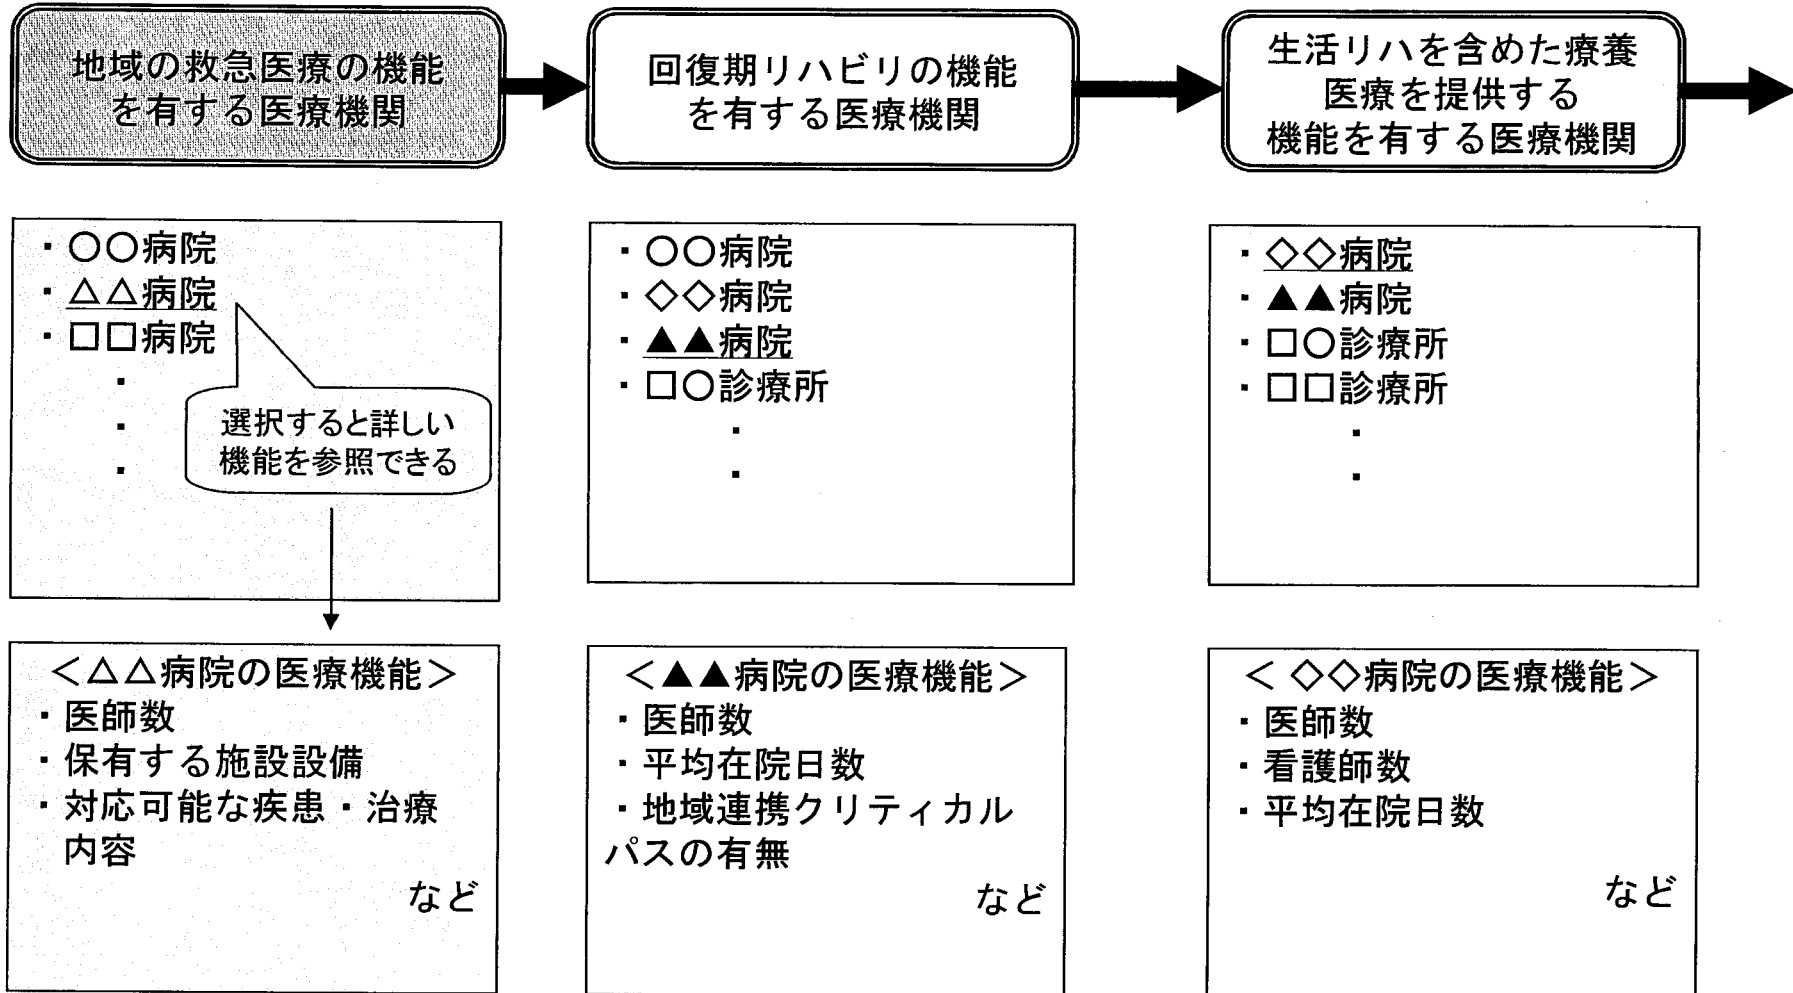 地域の救急医療の機能
を有する医療機関
回復期リハビリの機能
を有する医療機関
生活リハを含めた療養
医療を提供する
機能を有する医療機関
・〇〇病院
・△△病院
・□□病院
・
・
・
選択すると詳しい
機能を参照できる
・〇〇病院
・◇◇病院
・▲▲病院
・□〇診療所
・
・
・◇◇病院
・▲▲病院
・□〇診療所
・□□診療所
・
・
＜△△病院の医療機能＞
・医師数
・保有する施設設備
・対応可能な疾患・治療
内容
など
＜▲▲病院の医療機能＞
・医師数
・平均在院日数
・地域連携クリティカル
パスの有無
など
＜ ◇◇病院の医療機能＞
・医師数
・看護師数
・平均在院日数
など